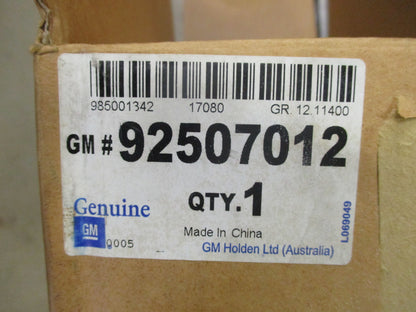 985001342 17080 GR. 12.11400
GM # 92507012
Genuine QTY. 1
GM
0005 Made In China
GM Holden Ltd (Australia)
L069049